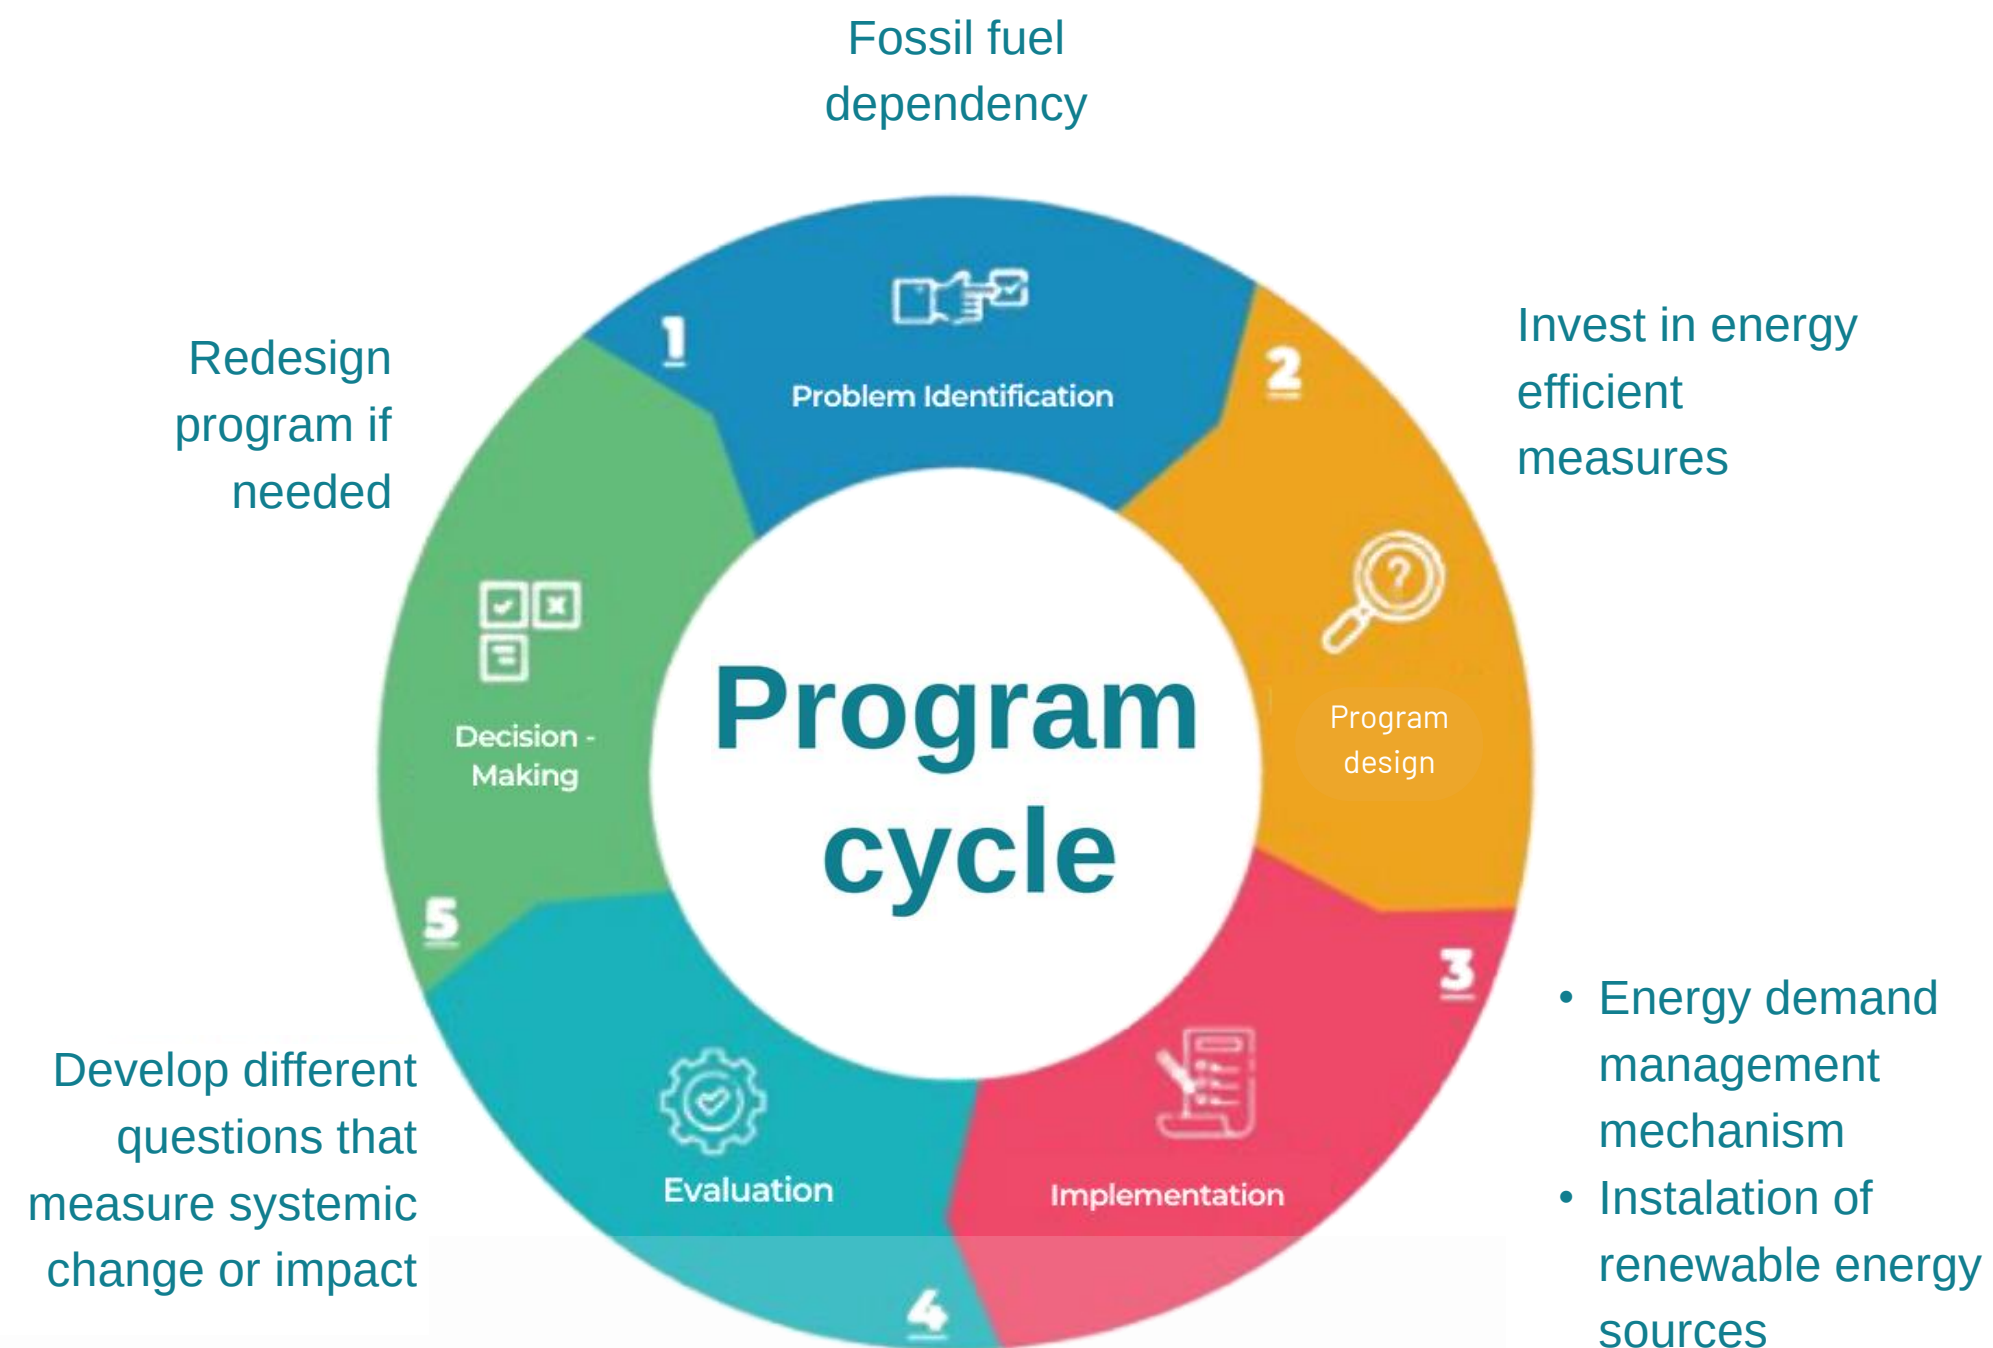 Fossil fuel
dependency
1
Problem Identification
2
Invest in energy
efficient
measures
Program
design
3
• Energy demand
management
mechanism
• Instalation of
renewable energy
sources
Implementation
4
Evaluation
Develop different
questions that
measure systemic
change or impact
5
Decision -
Making
Redesign
program if
needed
Program
cycle